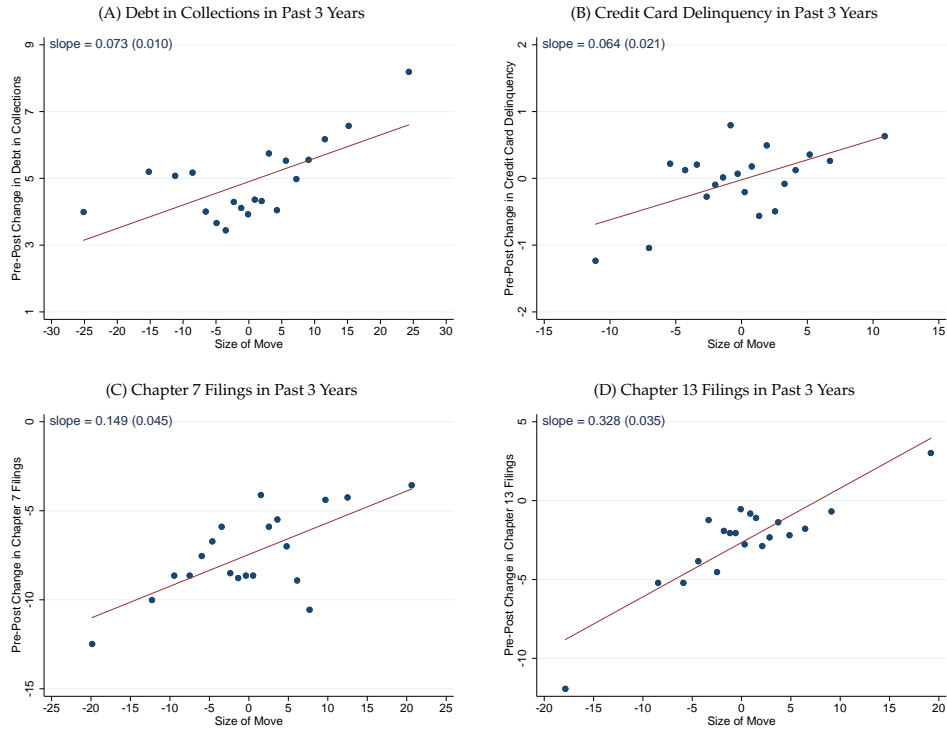 (A) Debt in Collections in Past 3 Years
slope = 0.073 (0.010)
Pre-Post Change in Debt in Collections
9
7
5
3
1
-30 -25 -20 -15 -10 -5 0 5 10 15 20 25 30
Size of Move
(B) Credit Card Delinquency in Past 3 Years
slope = 0.064 (0.021)
Pre-Post Change in Credit Card Delinquency
2
1
0
-1
-2
-15 -10 -5 0 5 10 15
Size of Move
(C) Chapter 7 Filings in Past 3 Years
slope = 0.149 (0.045)
Pre-Post Change in Chapter 7 Filings
0
-5
-10
-15
-25 -20 -15 -10 -5 0 5 10 15 20 25
Size of Move
(D) Chapter 13 Filings in Past 3 Years
slope = 0.328 (0.035)
Pre-Post Change in Chapter 13 Filings
5
0
-5
-10
-20 -15 -10 -5 0 5 10 15 20
Size of Move